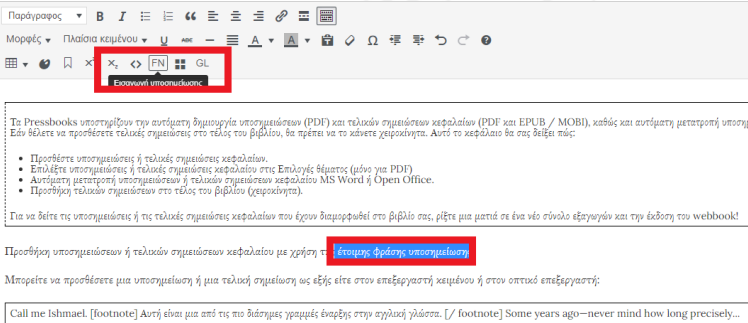 Παράγραφος B I
Μορφές Πλαίσια κειμένου U ABC A A Ω
FN GL
Εισαγωγή υποσημείωσης
Τα Pressbooks υποστηρίζουν την αυτόματη δημιουργία υποσημειώσεων (PDF) και τελικών σημειώσεων κεφαλαίων (PDF και EPUB / MOBI), καθώς και αυτόματη μετατροπή
Εάν θέλετε να προσθέσετε τελικές σημειώσεις στο τέλος του βιβλίου, θα πρέπει να το κάνετε χειροκίνητα. Αυτό το κεφάλαιο θα σας δείξει πώς:
Προσθέστε υποσημειώσεις ή τελικές σημειώσεις κεφαλαίων.
Επιλέξτε υποσημειώσεις ή τελικές σημειώσεις κεφαλαίου στις Επιλογές θέματος (μόνο για PDF)
Αυτόματη μετατροπή υποσημειώσεων ή τελικών σημειώσεων κεφαλαίου MS Word ή Open Office.
Προσθήκη τελικών σημειώσεων στο τέλος του βιβλίου (χειροκίνητα).
Για να δείτε τις υποσημειώσεις ή τις τελικές σημειώσεις κεφαλαίων που έχουν διαμορφωθεί στο βιβλίο σας, ρίξτε μια ματιά σε ένα νέο σύνολο εξαγωγών και την έκδοση του webbook!
Προσθήκη υποσημειώσεων ή τελικών σημειώσεων κεφαλαίου με χρήση έτοιμης φράσης υποσημείωσης
Μπορείτε να προσθέσετε μια υποσημείωση ή μια τελική σημείωση ως εξής είτε στον επεξεργαστή κειμένου ή στον οπτικό επεξεργαστή:
Call me Ishmael. [footnote] Αυτή είναι μια από τις πιο διάσημες γραμμές έναρξης στην αγγλική γλώσσα. [/ footnote] Some years ago—never mind how long precisely...